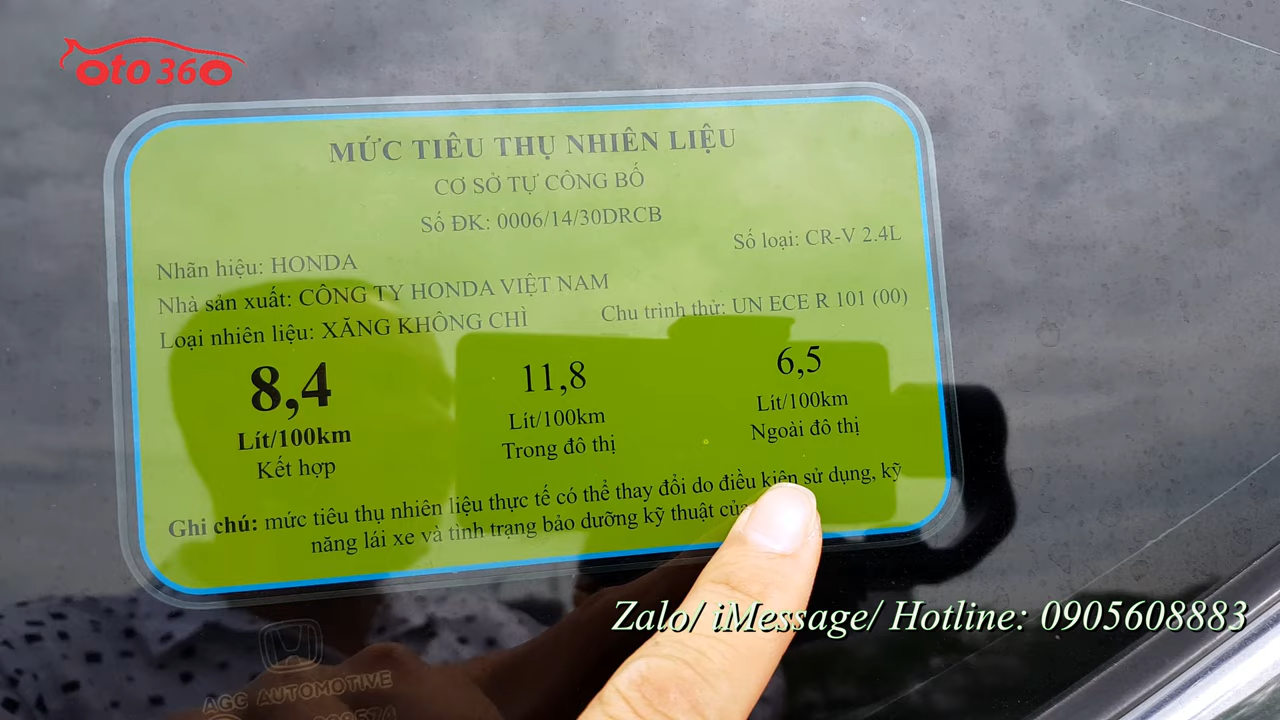 oto 360
MỨC TIÊU THỤ NHIÊN LIỆU
CƠ SỞ TỰ CÔNG BỐ
Số ĐK: 0006/14/30DRCB
Nhãn hiệu: HONDA
Số loại: CR-V 2.4L
Nhà sản xuất: CÔNG TY HONDA VIỆT NAM
Loại nhiên liệu: XĂNG KHÔNG CHÌ
Chu trình thử: UN ECE R 101 (00)
8,4
Lít/100km
Kết hợp
11,8
Lít/100km
Trong đô thị
6,5
Lít/100km
Ngoài đô thị
Ghi chú: mức tiêu thụ nhiên liệu thực tế có thể thay đổi do điều kiện sử dụng, kỹ
năng lái xe và tình trạng bảo dưỡng kỹ thuật của
Zalo/ iMessage/ Hotline: 0905608883
AGC AUTOMOTIVE